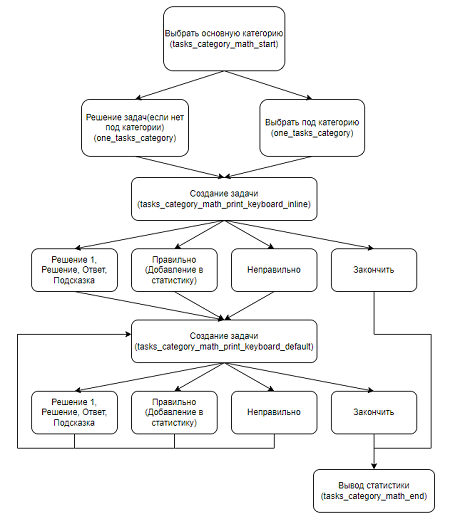 Выбрать основную категорию
(tasks_category_math_start)
Решение задач(если нет
под категории)
(one_tasks_category)
Выбрать под категорию
(one_tasks_category)
Создание задачи
(tasks_category_math_print_keyboard_inline)
Решение 1,
Решение, Ответ,
Подсказка
Правильно
(Добавление в
статистику)
Неправильно
Закончить
Создание задачи
(tasks_category_math_print_keyboard_default)
Решение 1,
Решение, Ответ,
Подсказка
Правильно
(Добавление в
статистику)
Неправильно
Закончить
Вывод статистики
(tasks_category_math_end)